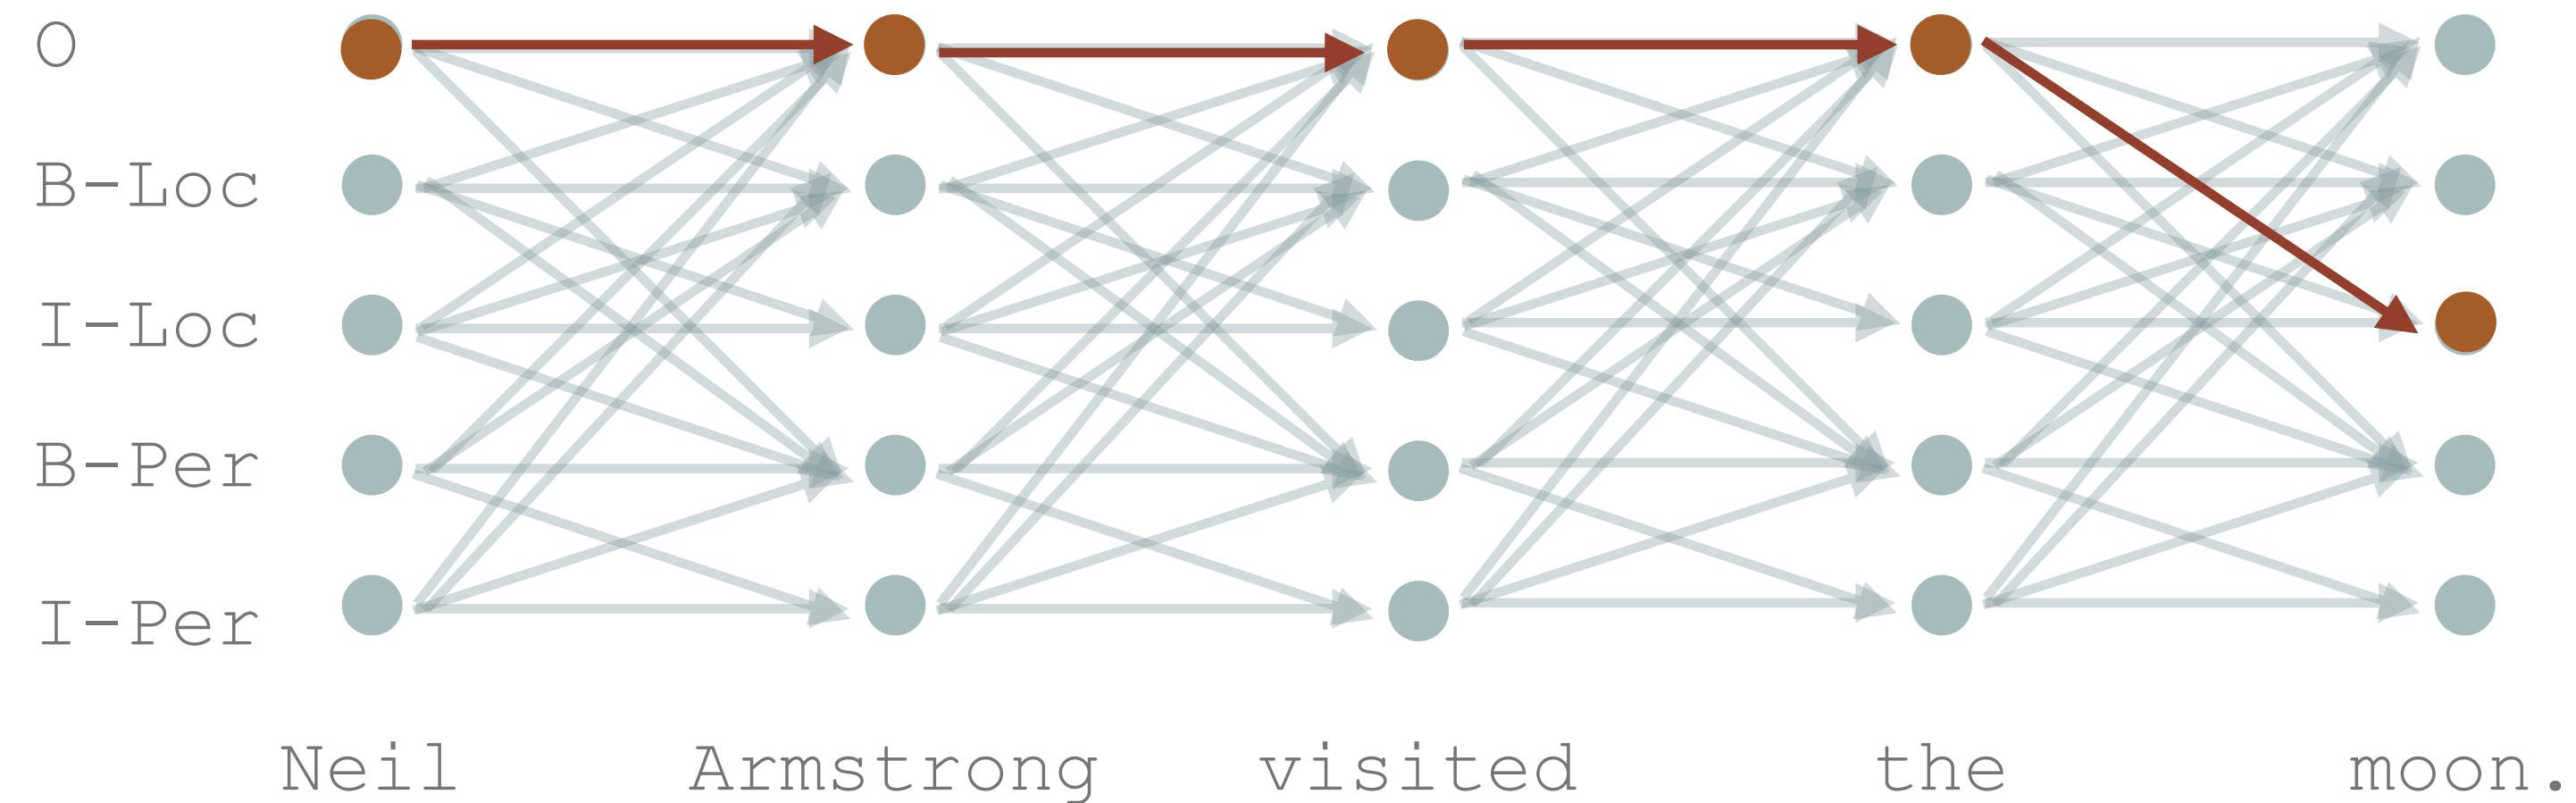 O
B-Loc
I-Loc
B-Per
I-Per
Neil Armstrong visited the moon.